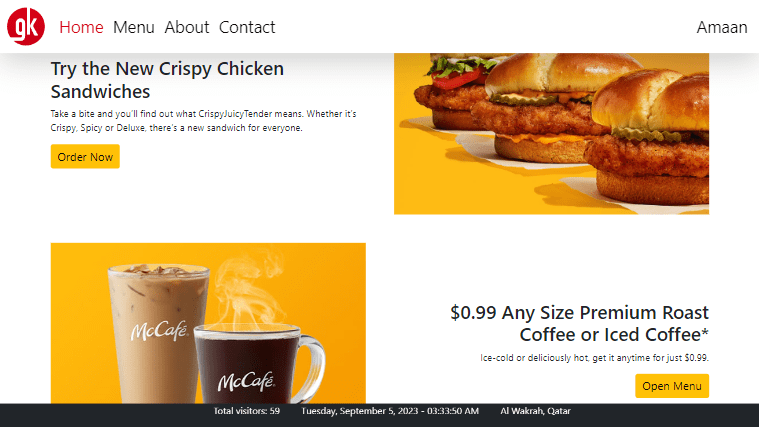 gk Home Menu About Contact Amaan
Try the New Crispy Chicken
Sandwiches
Take a bite and you'll find out what CrispyJuicyTender means. Whether it's
Crispy, Spicy or Deluxe, there's a new sandwich for everyone.
Order Now
McCafé
McCafé
$0.99 Any Size Premium Roast
Coffee or Iced Coffee*
Ice-cold or deliciously hot, get it anytime for just $0.99.
Open Menu
Total visitors: 59 Tuesday, September 5, 2023 - 03:33:50 AM Al Wakrah, Qatar